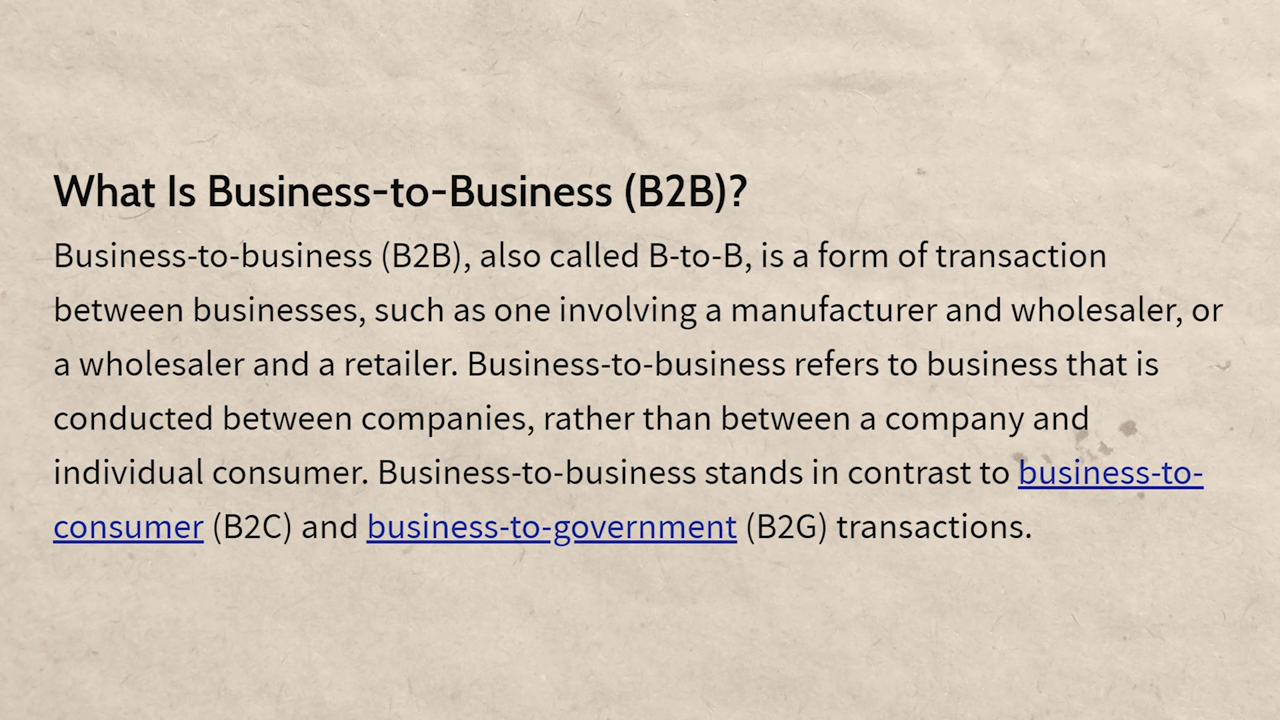 What Is Business-to-Business (B2B)?
Business-to-business (B2B), also called B-to-B, is a form of transaction
between businesses, such as one involving a manufacturer and wholesaler, or
a wholesaler and a retailer. Business-to-business refers to business that is
conducted between companies, rather than between a company and
individual consumer. Business-to-business stands in contrast to business-to-
consumer (B2C) and business-to-government (B2G) transactions.